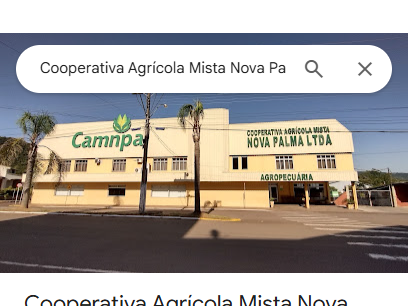 Cooperativa Agrícola Mista Nova Pa
Camnpal
COOPERATIVA AGRÍCOLA MISTA
NOVA PALMA LTDA
AGROPECUÁRIA
Cooperativa Agrícola Mista Nova